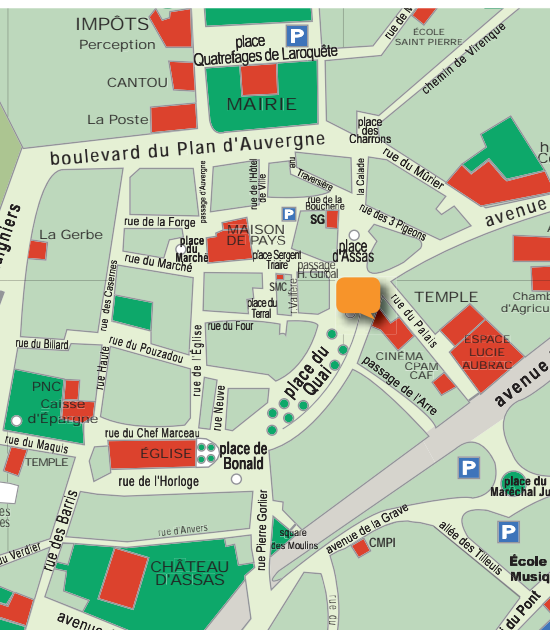 IMPÔTS
Perception
place
Quatrefages de Laroquête
P
rue de
ÉCOLE
SAINT PIERRE
chemin de Virenque
CANTOU
La Poste
MAIRIE
place
des
Charrons
boulevard du Plan d'Auvergne
rue du Mûrier
avenue
passage d'Auvergne
rue de l'Hôtel
de Ville
Traversière
la Calade
rue de la
Boucherie
rue des 3 Pigeons
rue de la Forge
P
SG
MAISON
DE PAYS
La Gerbe
place
du
Marché
place
d'Assas
rue du Marché
place Sergent
Triaire
passage
H. Guibal
SMC
rue des Casernes
place du
Terral
rue du Four
rue du Palais
TEMPLE
Chamb
d'Agricu
rue du Billard
rue du Pouzadou
rue Haute
rue de l'Église
place du
Quai
CINÉMA
CPAM
CAF
ESPACE
LUCIE
AUBRAC
passage de l'Arre
avenue
PNC
Caisse
d'Épargne
rue Neuve
rue du Chef Marceau
rue du Maquis
TEMPLE
ÉGLISE
place de
Bonald
rue de l'Horloge
P
place du
Maréchal Ju
rue des Barris
rue d'Anvers
rue Pierre Gorlier
square
des Moulins
avenue de la Grave
CMPI
allée des Tilleuls
P
École
Musiq
du Verdier
CHÂTEAU
D'ASSAS
avenu
rue du
du Pont